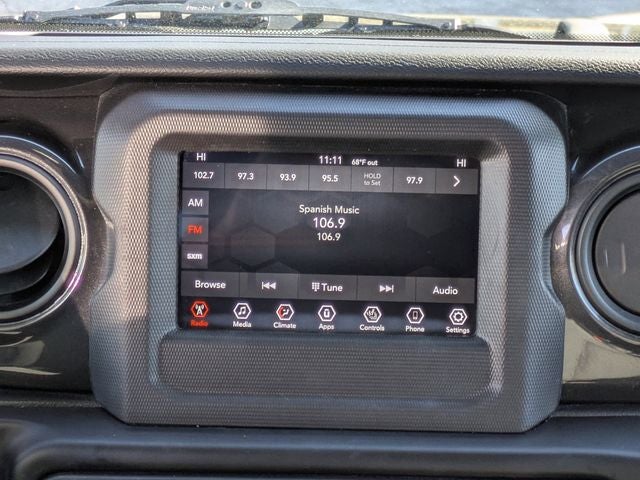 HI 11:11 68°F out HI
102.7 97.3 93.9 95.5 HOLD to Set 97.9
AM
FM
sxm
Spanish Music
106.9
106.9
Browse Tune Audio
Radio Media Climate Apps Controls Phone Settings